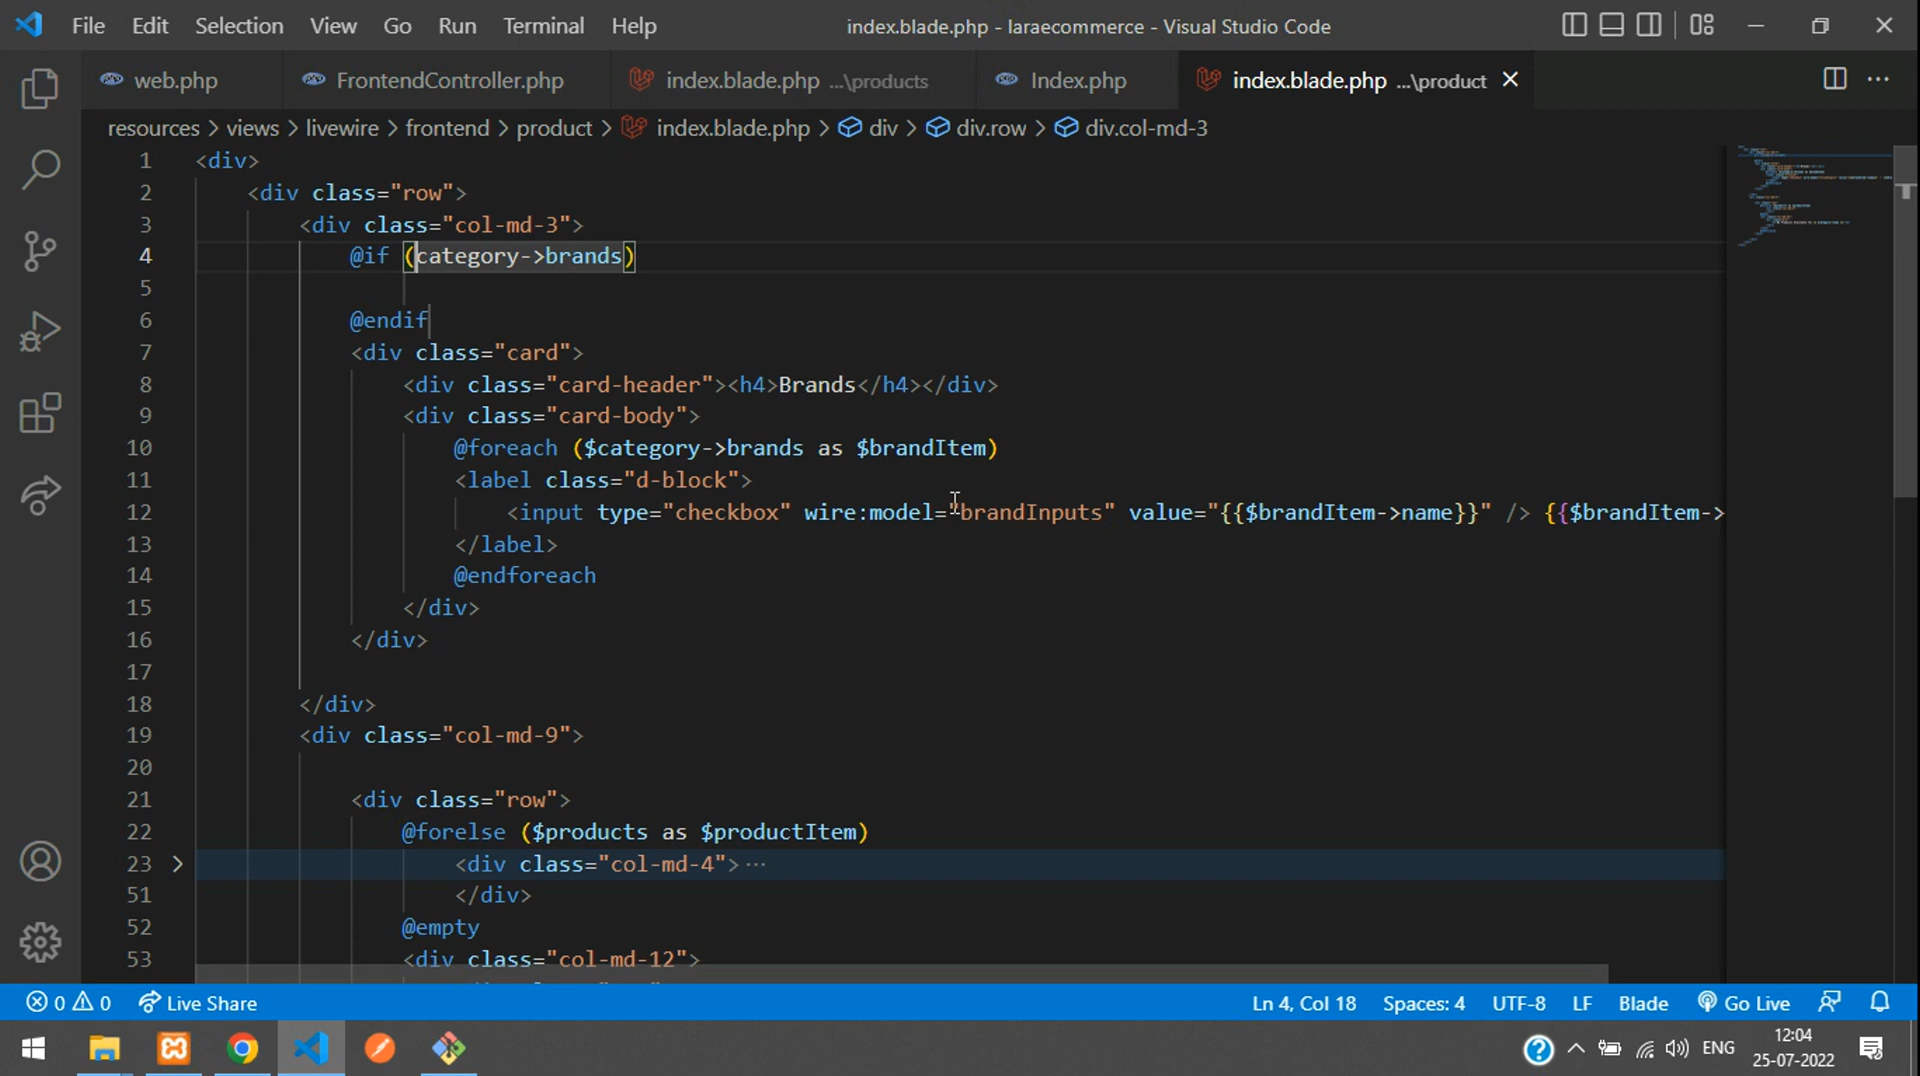 File Edit Selection View Go Run Terminal Help index.blade.php - laraecommerce - Visual Studio Code
web.php FrontendController.php index.blade.php ...\products Index.php index.blade.php ...\product
resources > views > livewire > frontend > product > index.blade.php > div > div.row > div.col-md-3
1 <div>
2 <div class="row">
3 <div class="col-md-3">
4 @if (category->brands)
5
6 @endif
7 <div class="card">
8 <div class="card-header"><h4>Brands</h4></div>
9 <div class="card-body">
10 @foreach ($category->brands as $brandItem)
11 <label class="d-block">
12 <input type="checkbox" wire:model="brandInputs" value="{{$brandItem->name}}" /> {{$brandItem->
13 </label>
14 @endforeach
15 </div>
16 </div>
17
18 </div>
19 <div class="col-md-9">
20
21 <div class="row">
22 @forelse ($products as $productItem)
23 <div class="col-md-4">...
51 </div>
52 @empty
53 <div class="col-md-12">
0 0 Live Share Ln 4, Col 18 Spaces: 4 UTF-8 LF Blade Go Live
ENG 12:04
25-07-2022